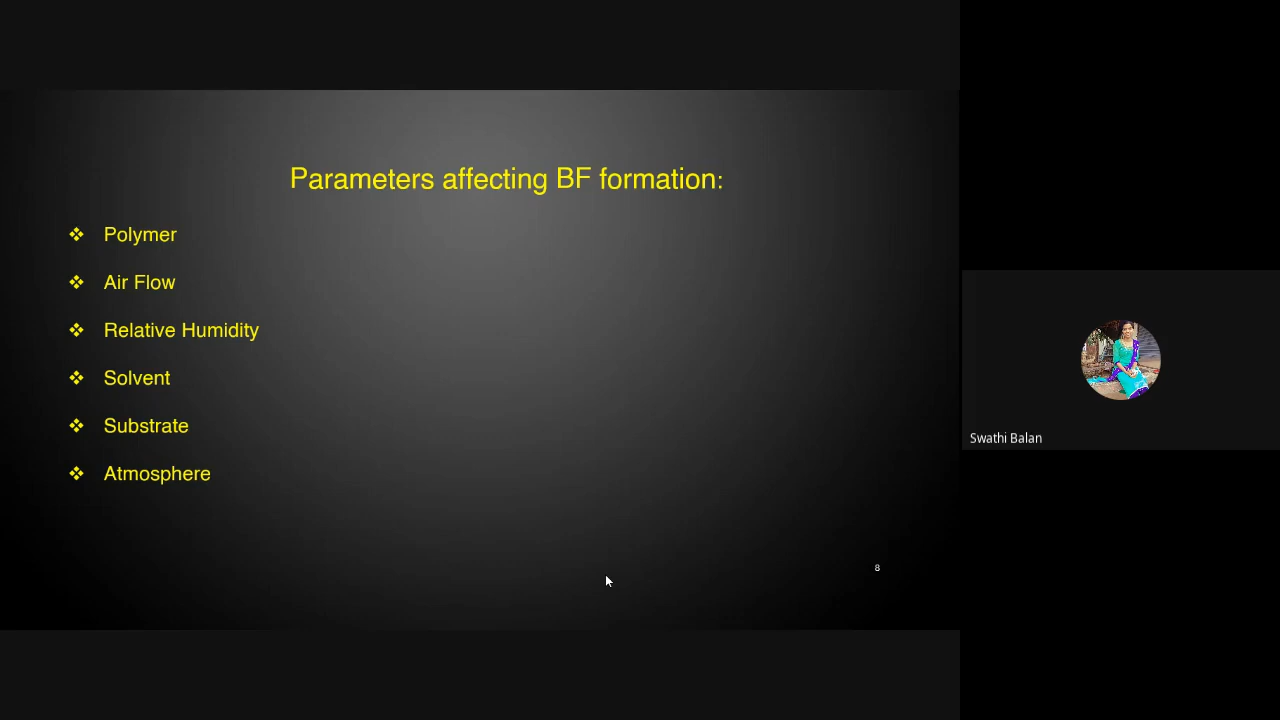 Parameters affecting BF formation:
❖ Polymer
❖ Air Flow
❖ Relative Humidity
❖ Solvent
❖ Substrate
❖ Atmosphere
8
Swathi Balan